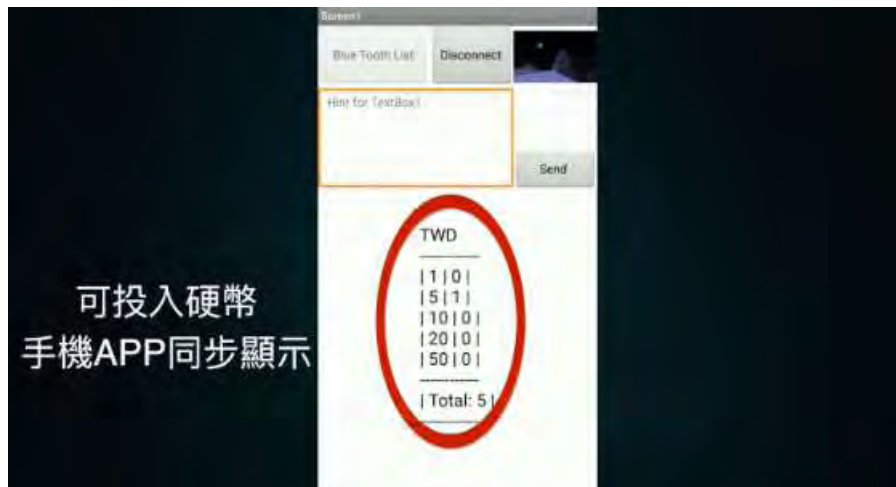 Screen1
Blue Tooth List
Disconnect
Hint for TextBox1
Send
TWD
-----------
| 1 | 0 |
| 5 | 1 |
| 10 | 0 |
| 20 | 0 |
| 50 | 0 |
-----------
| Total: 5 |
-----------
可投入硬幣
手機APP同步顯示